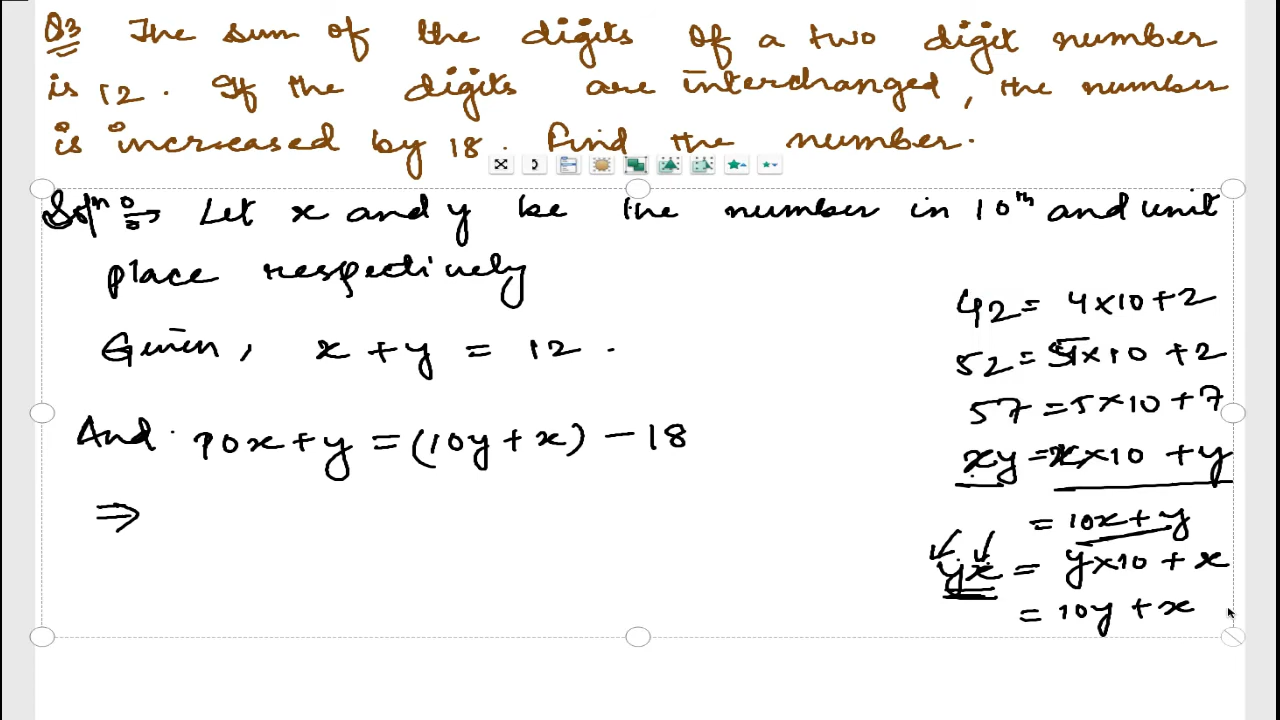 Q3 The sum of the digits of a two digit number
is 12. If the digits are interchanged, the number
is increased by 18. Find the number.
Solⁿ: → Let x and y be the number in 10ᵗʰ and unit
place respectively
Given, x + y = 12.
And 10x + y = (10y + x) - 18
⇒
42 = 4×10+2
52 = 5×10 + 2
57 = 5×10+7
xy = x×10 + y
= 10x+y
yx = y×10 + x
= 10y + x